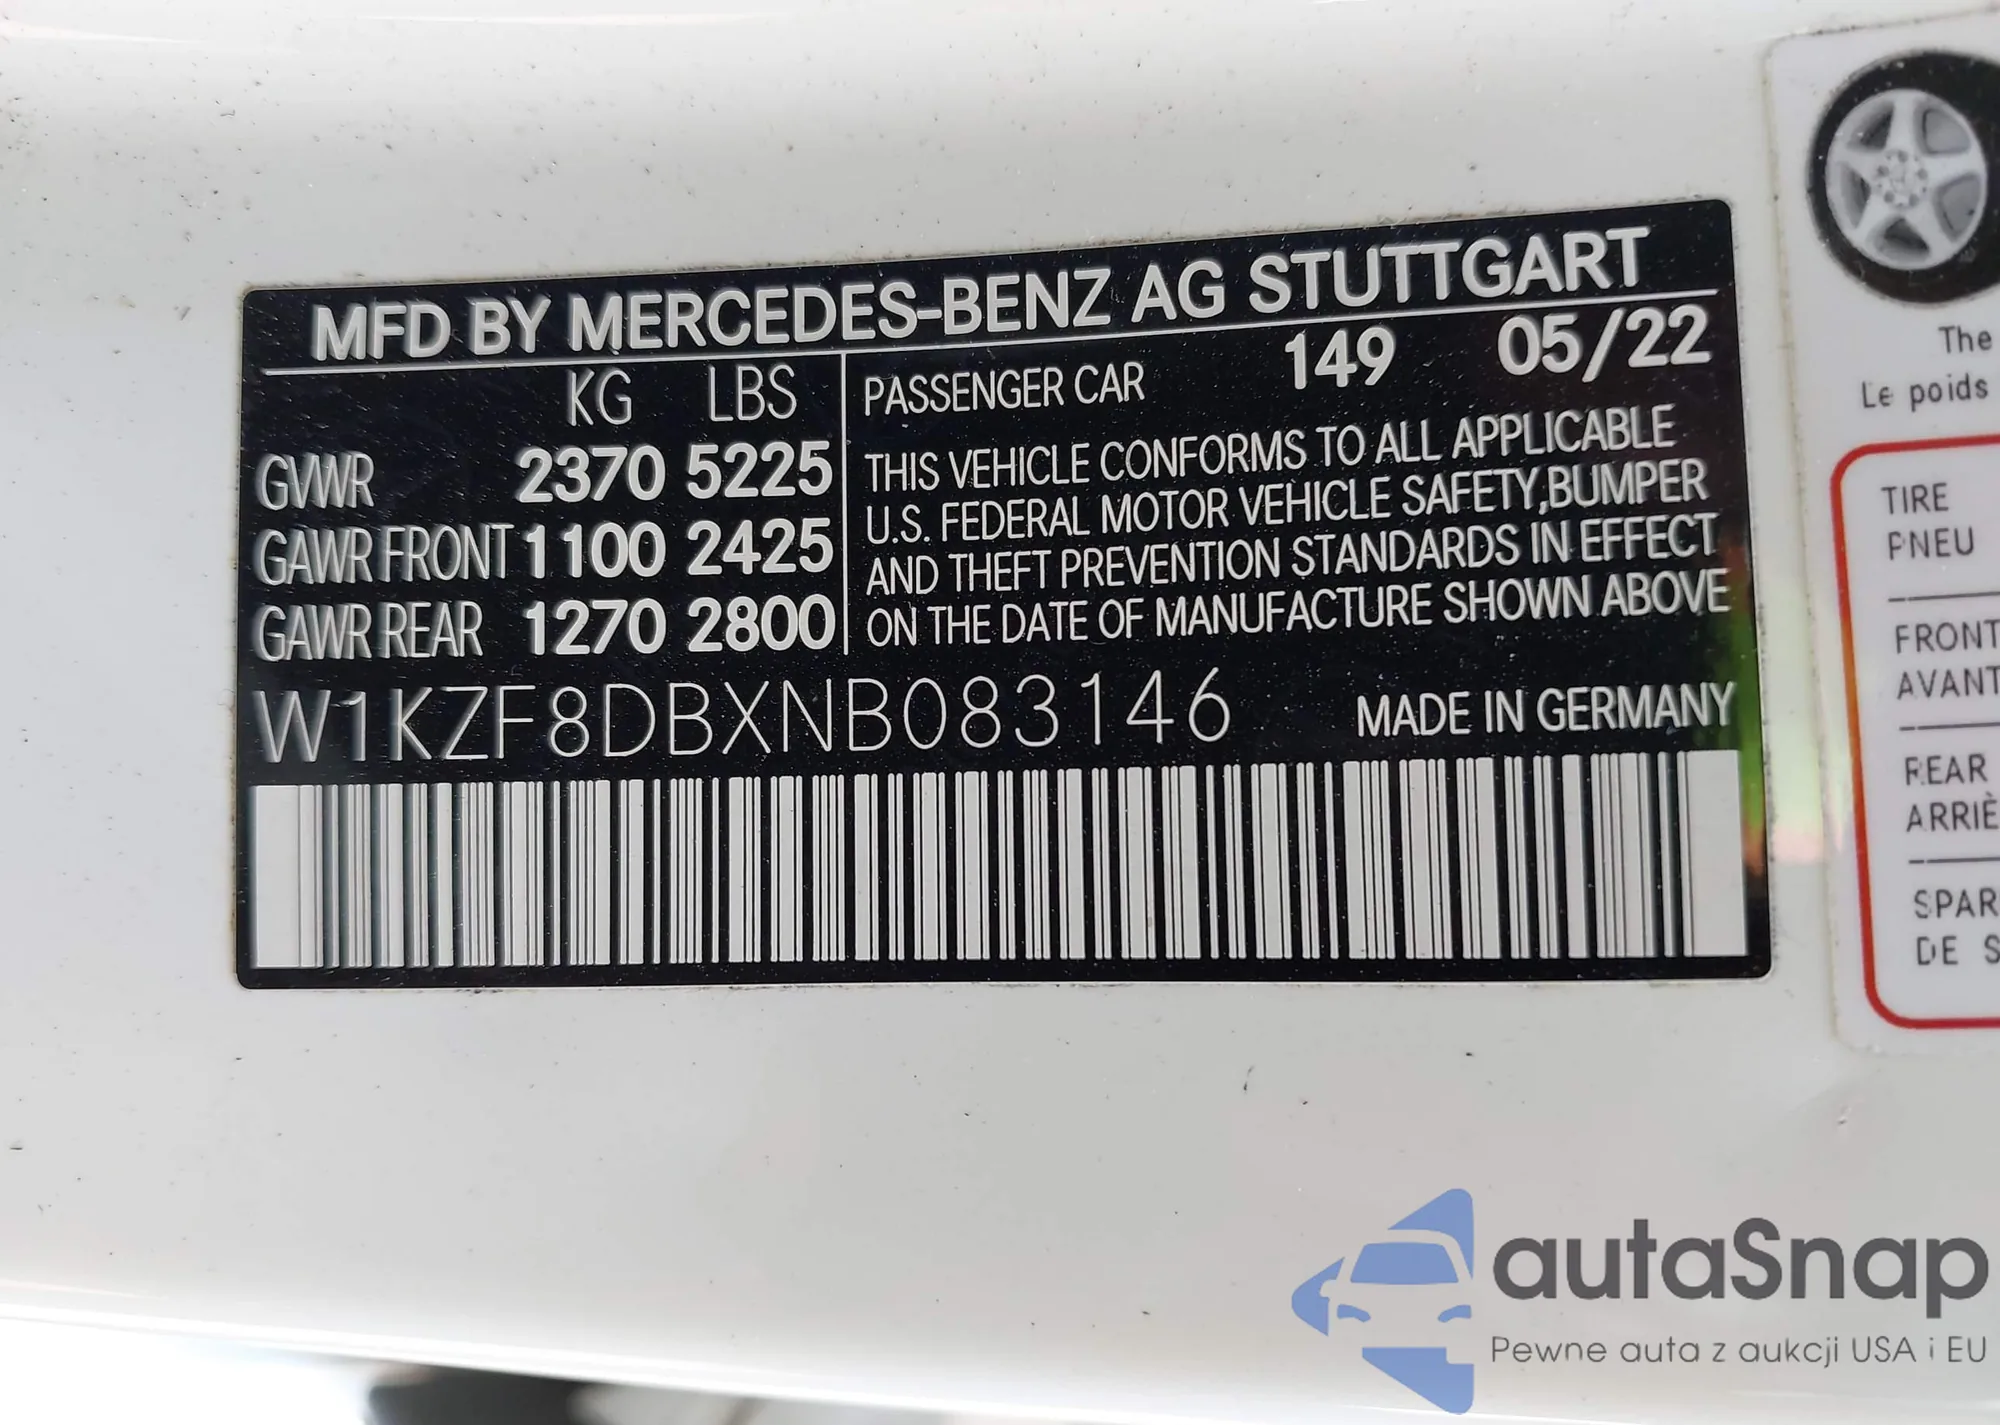 MFD BY MERCEDES-BENZ AG STUTTGART
KG LBS
GVWR 2370 5225
GAWR FRONT 1100 2425
GAWR REAR 1270 2800
PASSENGER CAR 149 05/22
THIS VEHICLE CONFORMS TO ALL APPLICABLE
U.S. FEDERAL MOTOR VEHICLE SAFETY,BUMPER
AND THEFT PREVENTION STANDARDS IN EFFECT
ON THE DATE OF MANUFACTURE SHOWN ABOVE
W1KZF8DBXNB083146 MADE IN GERMANY
The
Le poids
TIRE
PNEU
FRONT
AVANT
REAR
DE
autaSnap
Pewne auta z aukcji USA i EU